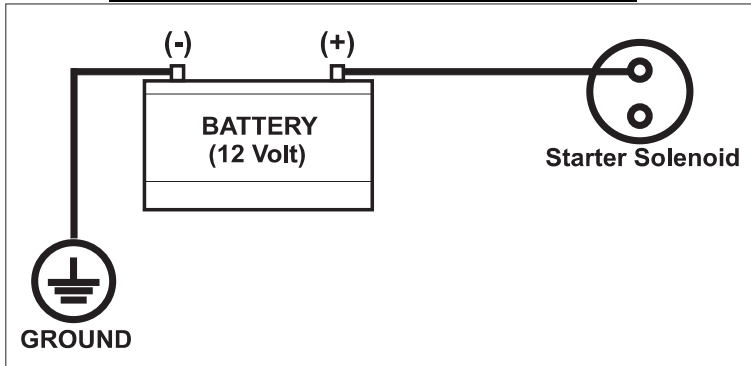 (-)
(+)
BATTERY
(12 Volt)
Starter Solenoid
GROUND